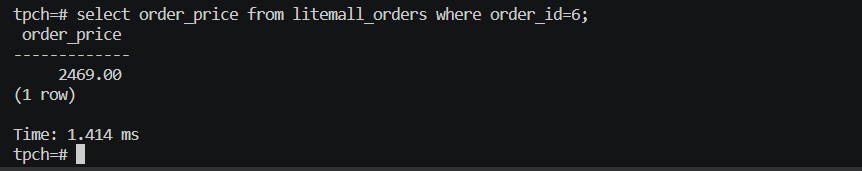 tpch=# select order_price from litemall_orders where order_id=6;
 order_price
-------------
     2469.00
(1 row)

Time: 1.414 ms
tpch=#